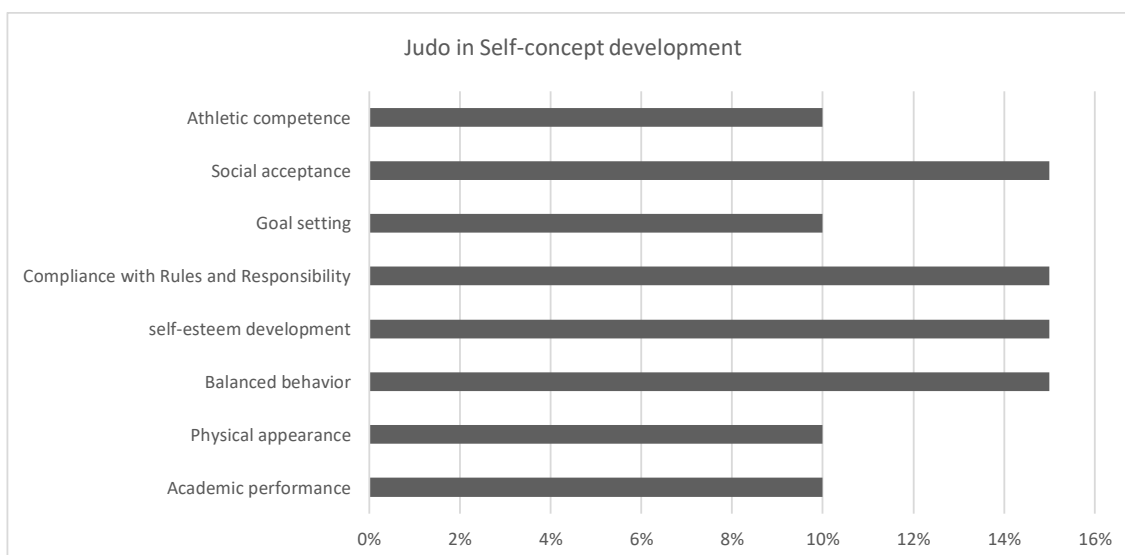 Judo in Self-concept development
Athletic competence
Social acceptance
Goal setting
Compliance with Rules and Responsibility
self-esteem development
Balanced behavior
Physical appearance
Academic performance
0% 2% 4% 6% 8% 10% 12% 14% 16%